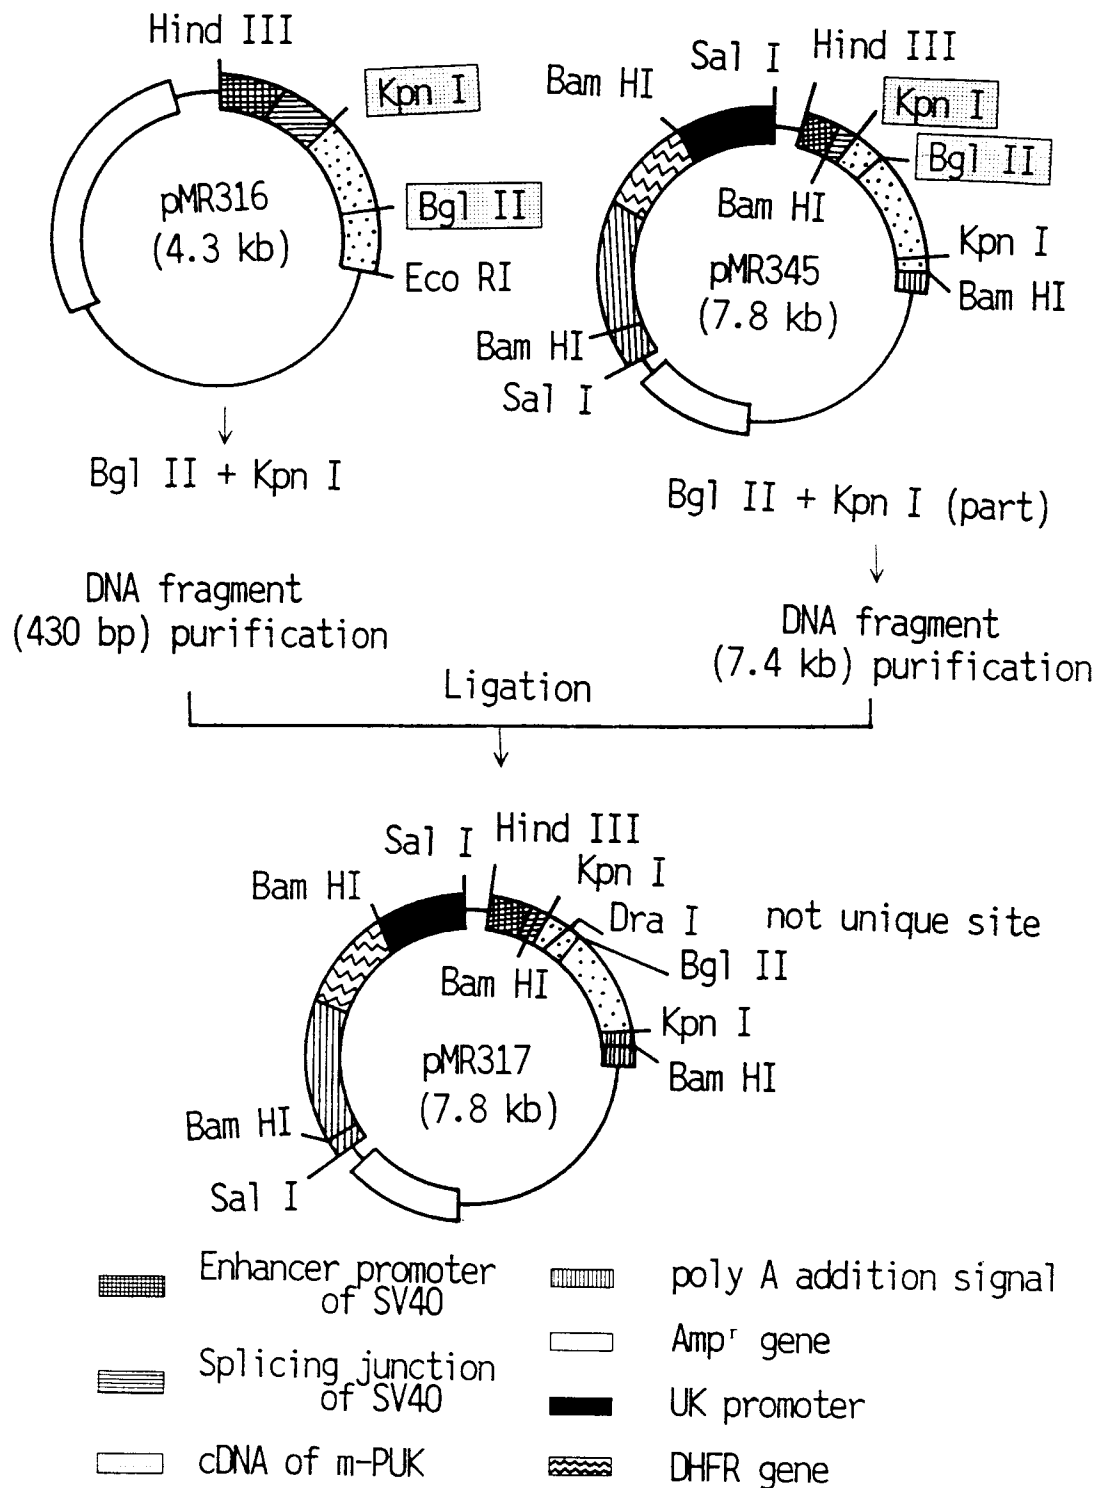 Hind III
Kpn I
pMR316
(4.3 kb)
Bgl II
Eco RI
Bgl II + Kpn I
DNA fragment
(430 bp) purification
Sal I
Hind III
Bam HI
Kpn I
Bgl II
Bam HI
pMR345
(7.8 kb)
Kpn I
Bam HI
Bam HI
Sal I
Bgl II + Kpn I (part)
DNA fragment
(7.4 kb) purification
Ligation
Sal I
Hind III
Bam HI
Kpn I
Dra I not unique site
Bgl II
Bam HI
pMR317
(7.8 kb)
Kpn I
Bam HI
Bam HI
Sal I
Enhancer promoter
of SV40
Splicing junction
of SV40
cDNA of m-PUK
poly A addition signal
Ampʳ gene
UK promoter
DHFR gene